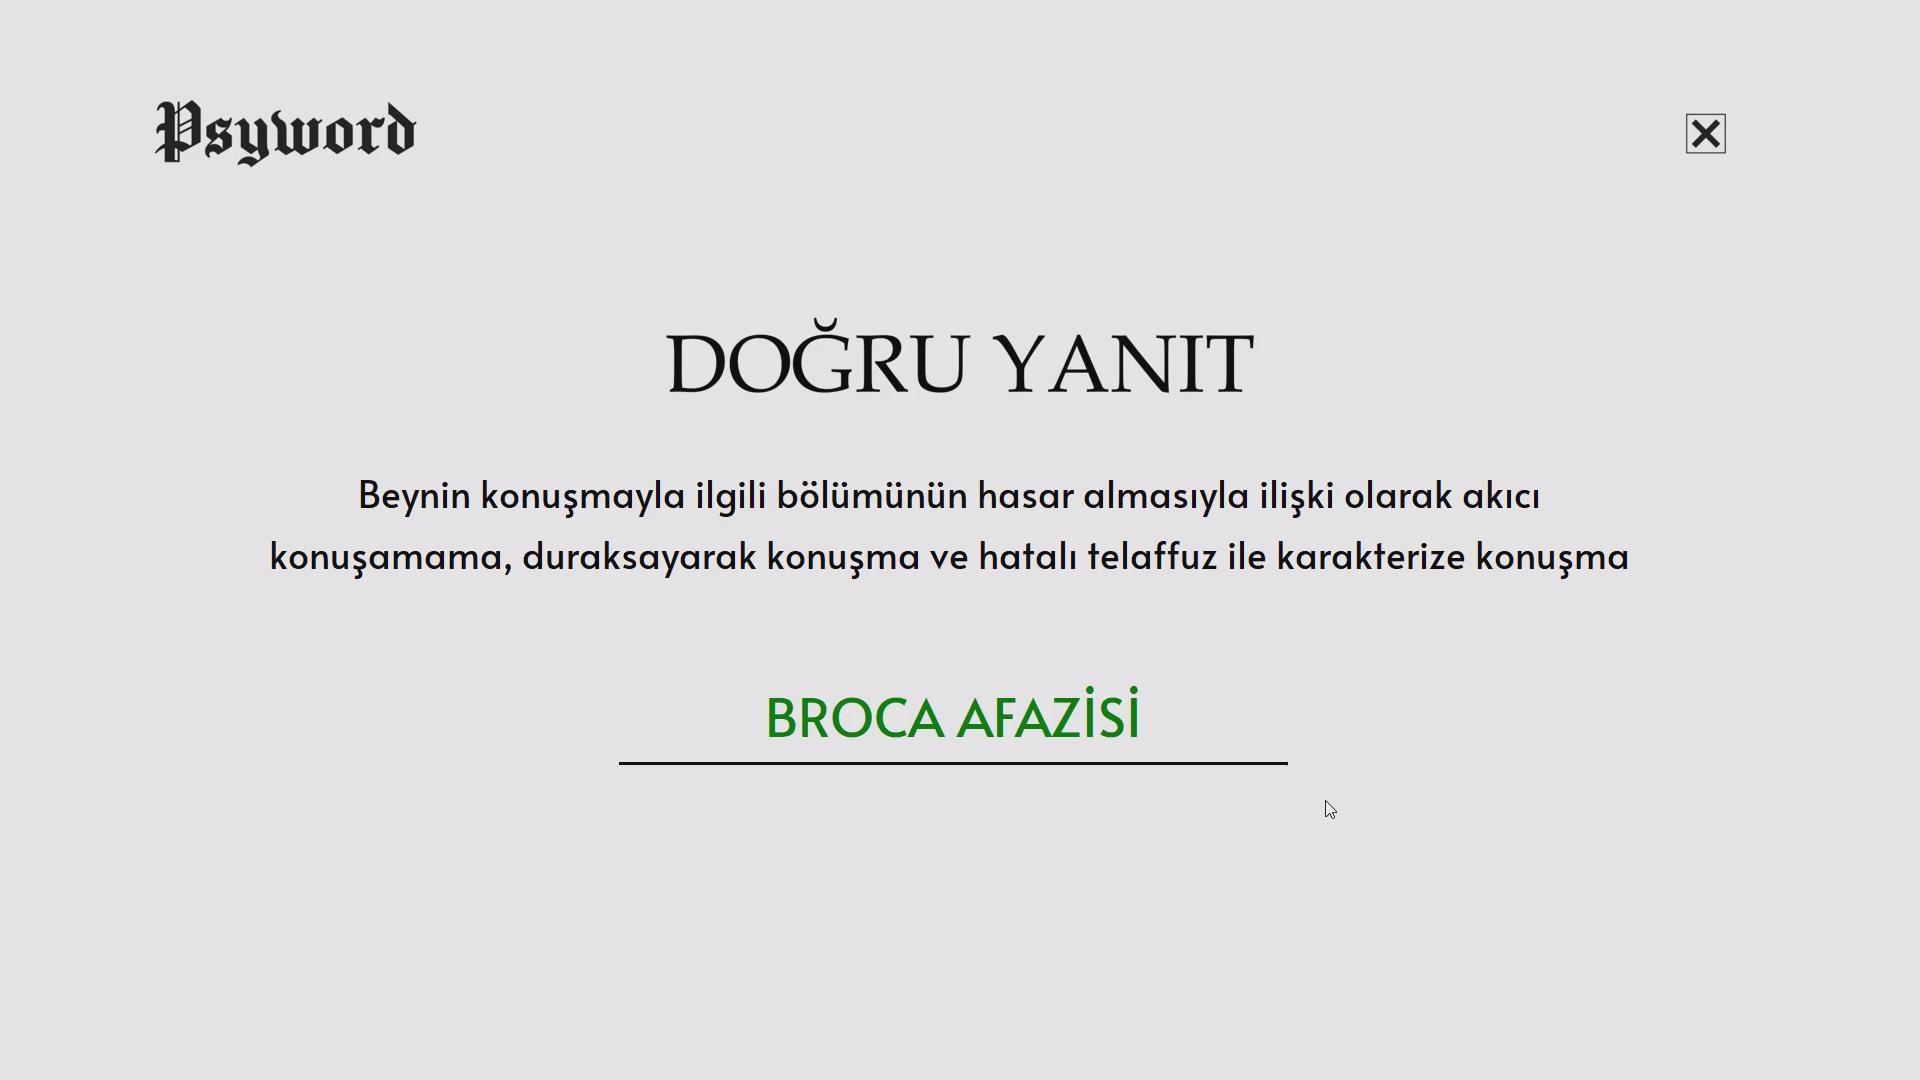 Psyword
DOĞRU YANIT
Beynin konuşmayla ilgili bölümünün hasar almasıyla ilişki olarak akıcı
konuşamama, duraksayarak konuşma ve hatalı telaffuz ile karakterize konuşma
BROCA AFAZİSİ